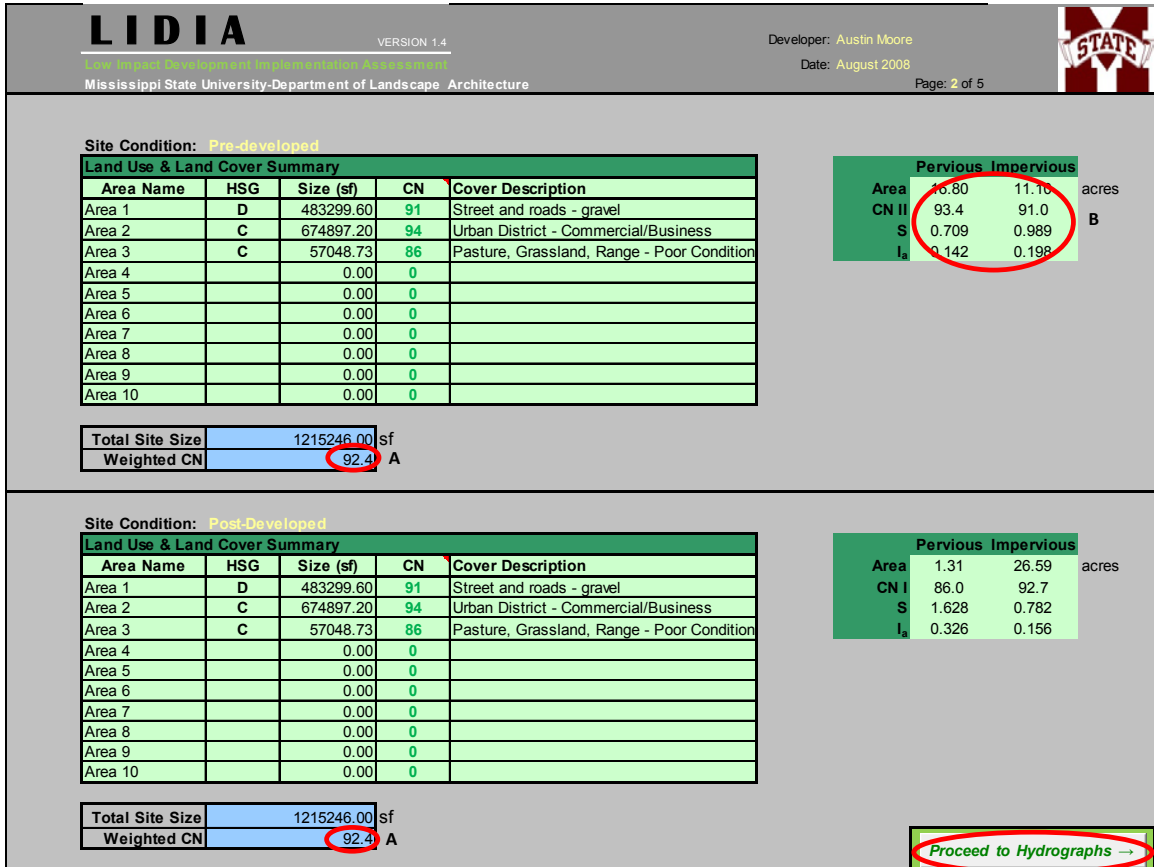 LIDIA VERSION 1.4 Developer: Austin Moore
Low Impact Development Implementation Assessment Date: August 2008
Mississippi State University-Department of Landscape Architecture Page: 2 of 5
M STATE
Site Condition: Pre-developed
Land Use & Land Cover Summary Pervious Impervious
Area Name HSG Size (sf) CN Cover Description Area 16.80 11.10 acres
Area 1 D 483299.60 91 Street and roads - gravel CN II 93.4 91.0 B
Area 2 C 674897.20 94 Urban District - Commercial/Business S 0.709 0.989
Area 3 C 57048.73 86 Pasture, Grassland, Range - Poor Condition Ia 0.142 0.198
Area 4 0.00 0
Area 5 0.00 0
Area 6 0.00 0
Area 7 0.00 0
Area 8 0.00 0
Area 9 0.00 0
Area 10 0.00 0
Total Site Size 1215246.00 sf
Weighted CN 92.4 A
Site Condition: Post-Developed
Land Use & Land Cover Summary Pervious Impervious
Area Name HSG Size (sf) CN Cover Description Area 1.31 26.59 acres
Area 1 D 483299.60 91 Street and roads - gravel CN I 86.0 92.7
Area 2 C 674897.20 94 Urban District - Commercial/Business S 1.628 0.782
Area 3 C 57048.73 86 Pasture, Grassland, Range - Poor Condition Ia 0.326 0.156
Area 4 0.00 0
Area 5 0.00 0
Area 6 0.00 0
Area 7 0.00 0
Area 8 0.00 0
Area 9 0.00 0
Area 10 0.00 0
Total Site Size 1215246.00 sf
Weighted CN 92.4 A
Proceed to Hydrographs →